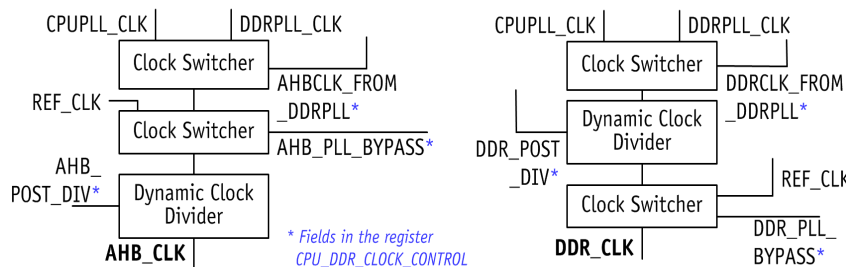 CPUPLL_CLK
DDRPLL_CLK
Clock Switcher
AHBCLK_FROM
_DDRPLL*
REF_CLK
Clock Switcher
AHB_PLL_BYPASS*
AHB_
POST_DIV*
Dynamic Clock
Divider
AHB_CLK
* Fields in the register
CPU_DDR_CLOCK_CONTROL
CPUPLL_CLK
DDRPLL_CLK
Clock Switcher
DDRCLK_FROM
_DDRPLL*
Dynamic Clock
Divider
DDR_POST
_DIV*
REF_CLK
Clock Switcher
DDR_PLL_
BYPASS*
DDR_CLK